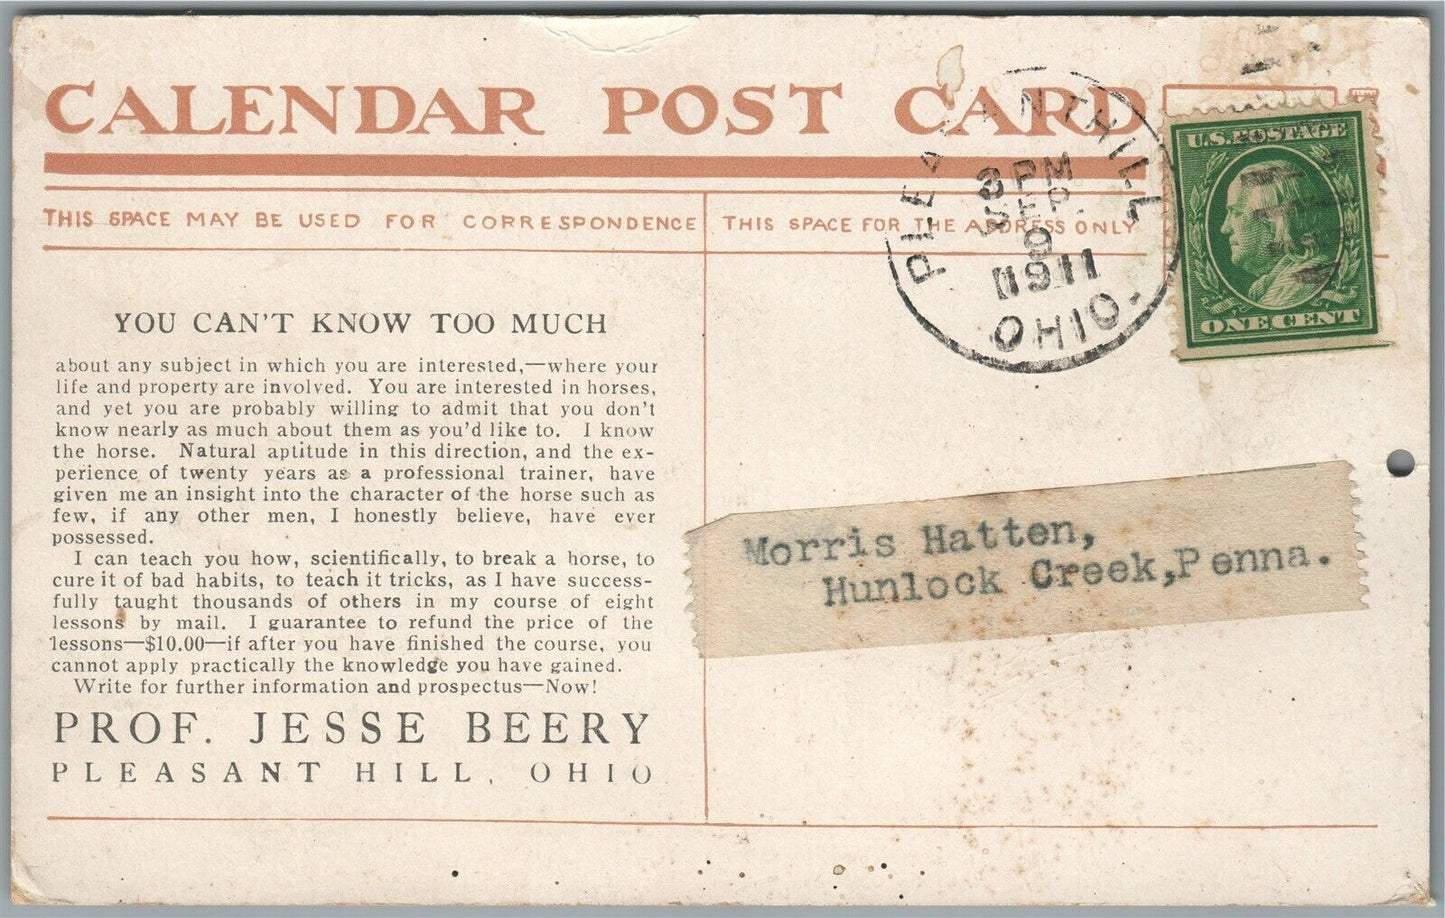 CALENDAR POST CARD
THIS SPACE MAY BE USED FOR CORRESPONDENCE
THIS SPACE FOR THE ADDRESS ONLY
PLEASANT HILL
8 PM
SEP
9
1911
OHIO.
U.S. POSTAGE
ONE CENT
YOU CAN'T KNOW TOO MUCH
about any subject in which you are interested,—where your
life and property are involved. You are interested in horses,
and yet you are probably willing to admit that you don't
know nearly as much about them as you'd like to. I know
the horse. Natural aptitude in this direction, and the ex-
perience of twenty years as a professional trainer, have
given me an insight into the character of the horse such as
few, if any other men, I honestly believe, have ever
possessed.
I can teach you how, scientifically, to break a horse, to
cure it of bad habits, to teach it tricks, as I have success-
fully taught thousands of others in my course of eight
lessons by mail. I guarantee to refund the price of the
lessons—$10.00—if after you have finished the course, you
cannot apply practically the knowledge you have gained.
Write for further information and prospectus—Now!
PROF. JESSE BEERY
PLEASANT HILL, OHIO
Morris Hatten,
Hunlock Creek,Penna.